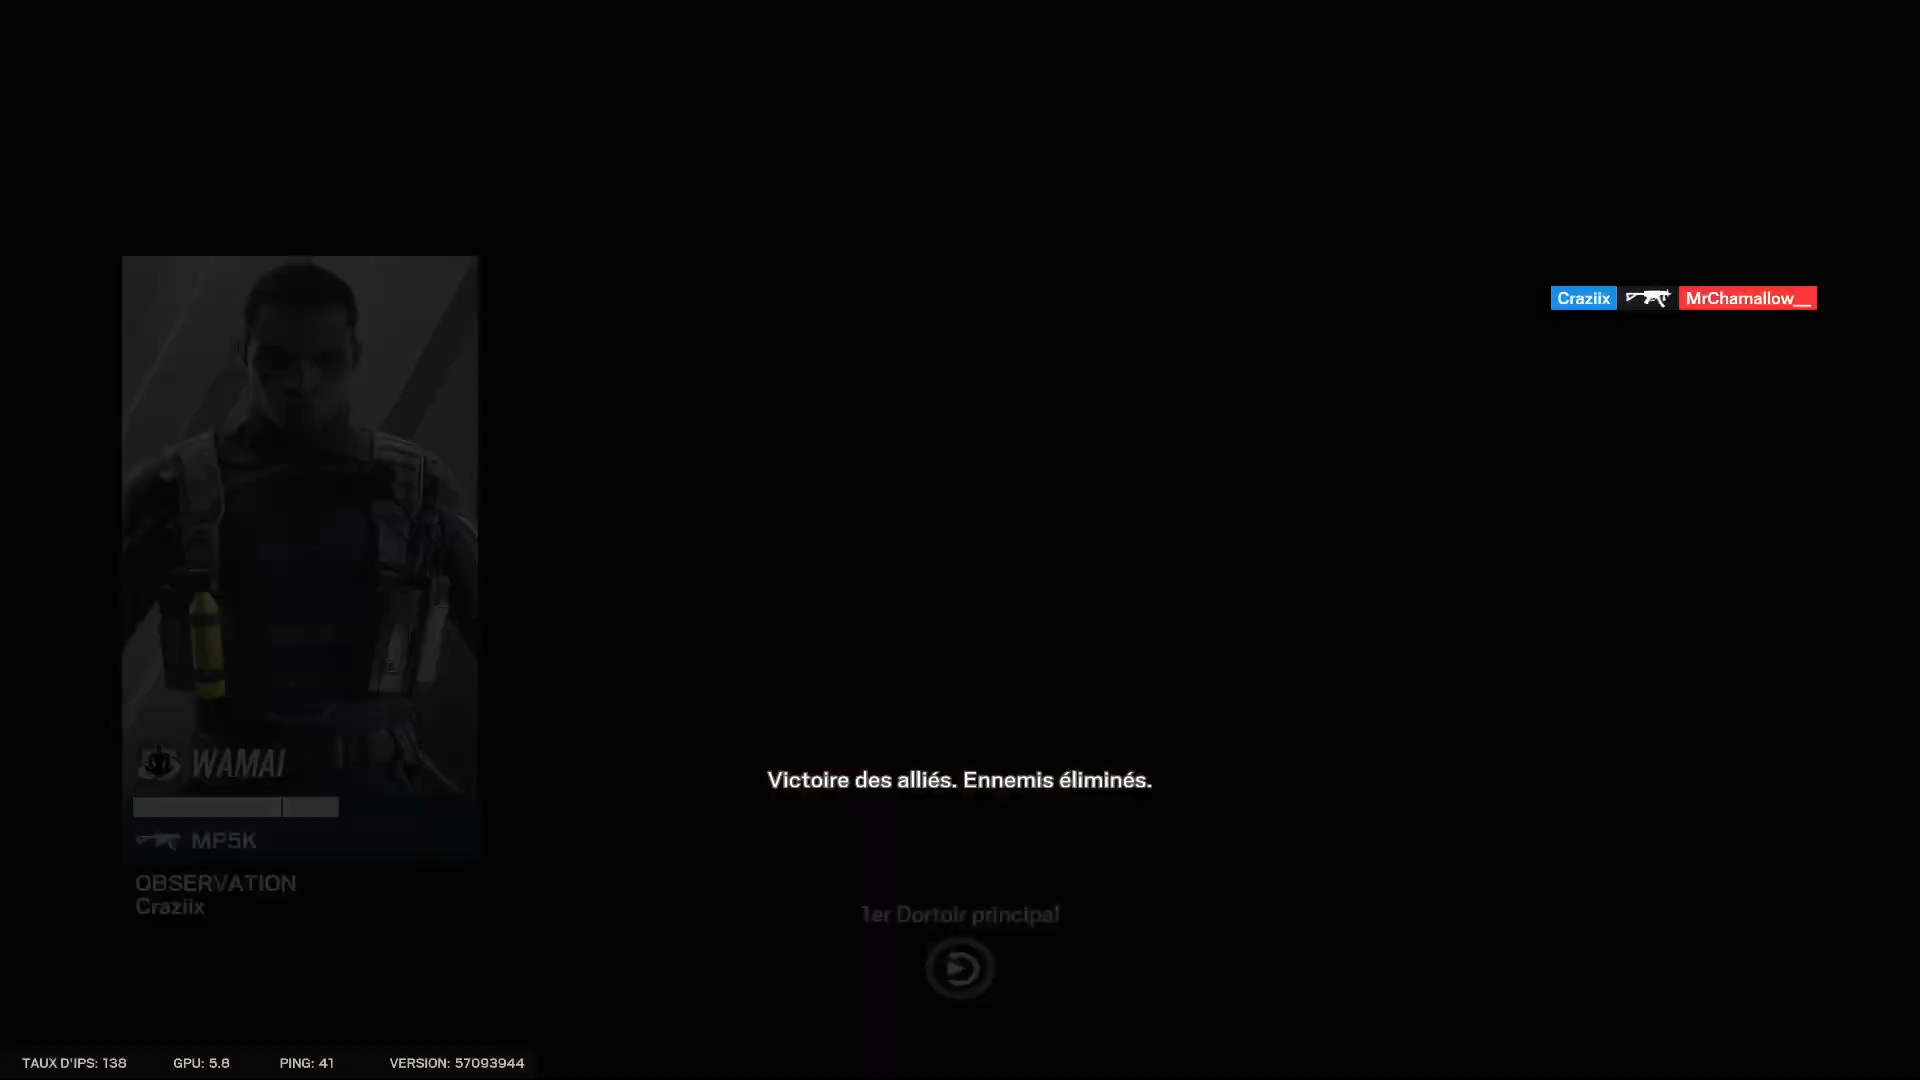 Craziix MrChamallow__
WAMAI
Victoire des alliés. Ennemis éliminés.
MP5K
OBSERVATION
Craziix
1er Dortoir principal
TAUX D'IPS: 138 GPU: 5.8 PING: 41 VERSION: 57093944